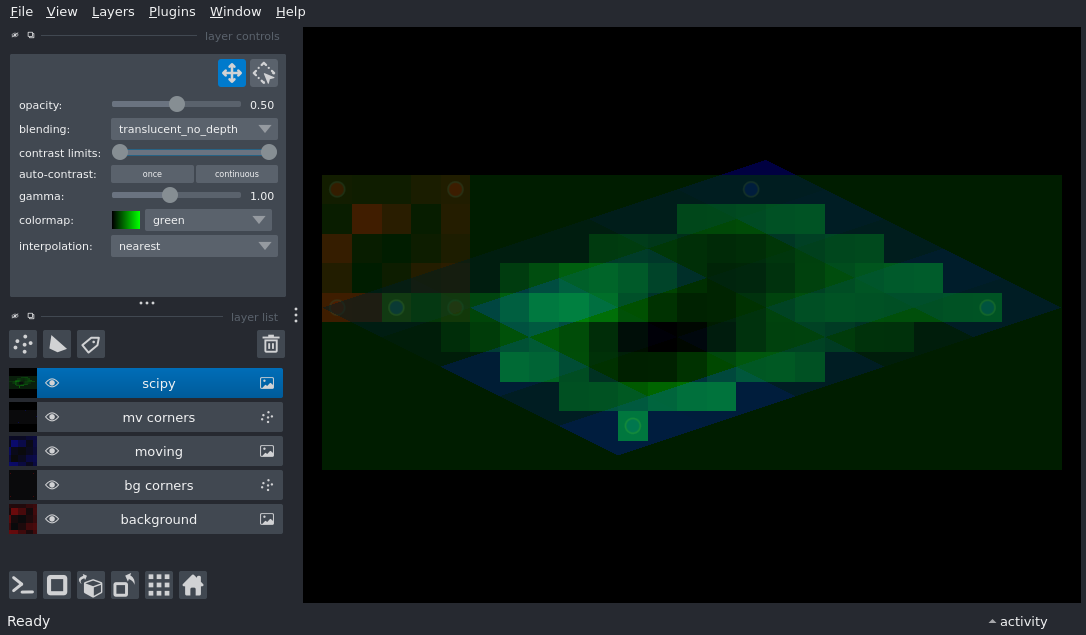 File View Layers Plugins Window Help
layer controls
opacity: 0.50
blending: translucent_no_depth
contrast limits:
auto-contrast: once continuous
gamma: 1.00
colormap: green
interpolation: nearest
layer list
scipy
mv corners
moving
bg corners
background
Ready activity